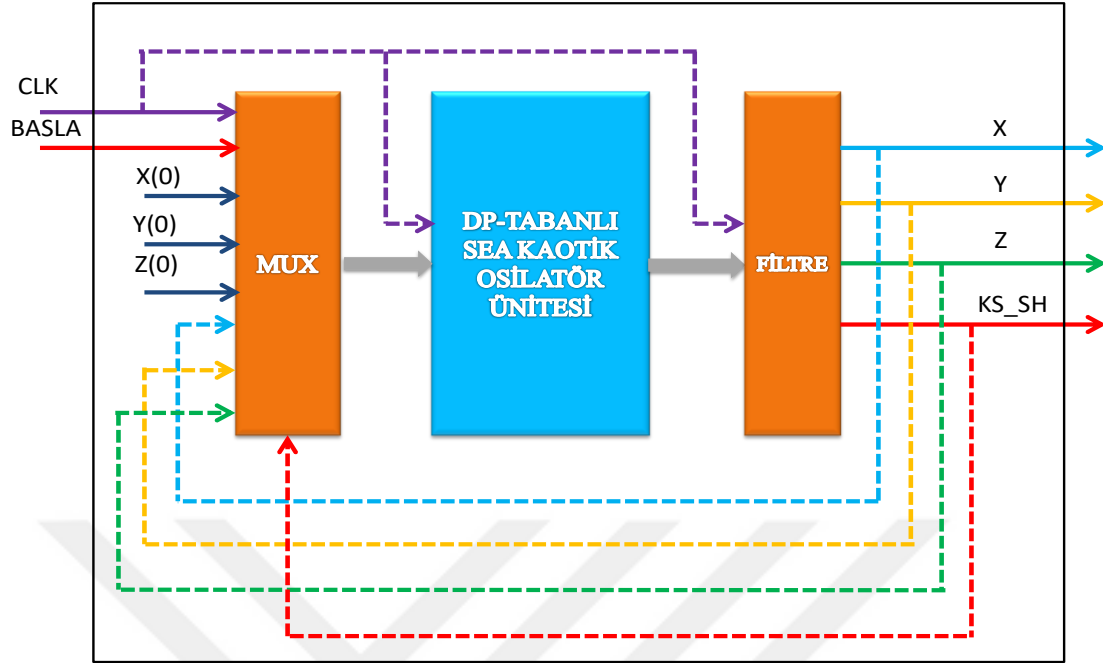 CLK
BASLA
X(0)
Y(0)
Z(0)
MUX
DP-TABANLI
SEA KAOTİK
OSİLATÖR
ÜNİTESİ
FİLTRE
X
Y
Z
KS_SH